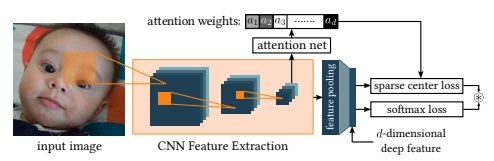 attention weights: a1 a2 a3 ........ ad
attention net
feature pooling
sparse center loss
softmax loss
*
d-dimensional
deep feature
input image
CNN Feature Extraction